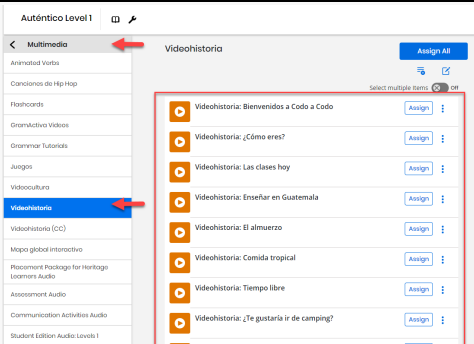 Auténtico Level 1
Multimedia
Animated Verbs
Canciones de Hip Hop
Flashcards
GramActiva Videos
Grammar Tutorials
Juegos
Videocultura
Videohistoria
Videohistoria (CC)
Mapa global interactivo
Placement Package for Heritage
Learners Audio
Assessment Audio
Communication Activities Audio
Student Edition Audio: Levels 1
Videohistoria
Assign All
Select multiple items Off
Videohistoria: Bienvenidos a Codo a Codo Assign
Videohistoria: ¿Cómo eres? Assign
Videohistoria: Las clases hoy Assign
Videohistoria: Enseñar en Guatemala Assign
Videohistoria: El almuerzo Assign
Videohistoria: Comida tropical Assign
Videohistoria: Tiempo libre Assign
Videohistoria: ¿Te gustaría ir de camping? Assign